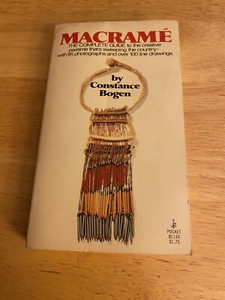 MACRAMÉ
THE COMPLETE GUIDE to the creative
pastime that's sweeping the country—
with 95 photographs and over 100 line drawings
by
Constance
Bogen
POCKET
$1.75